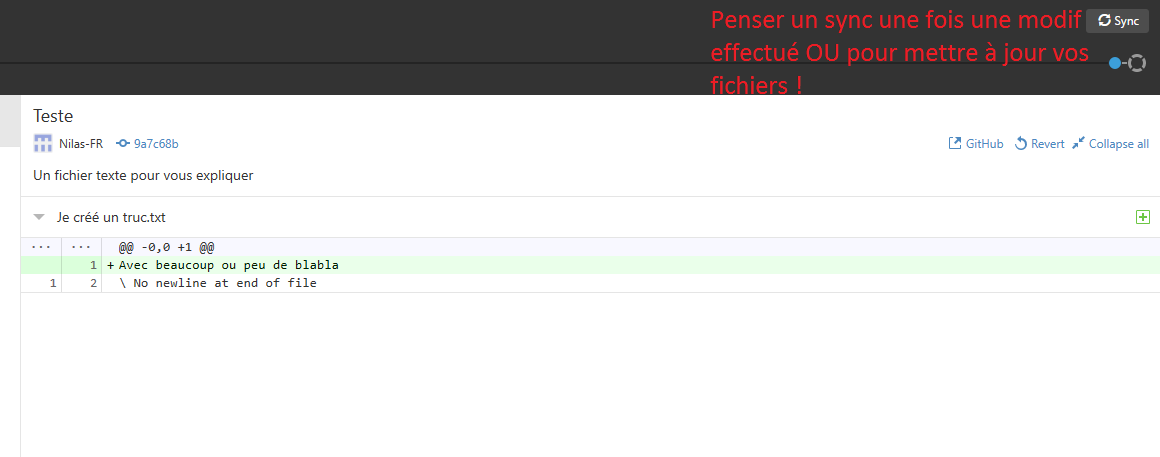 Penser un sync une fois une modif
Sync
effectué OU pour mettre à jour vos
fichiers !
Teste
Nilas-FR 9a7c68b GitHub Revert Collapse all
Un fichier texte pour vous expliquer
Je créé un truc.txt
... ... @@ -0,0 +1 @@
1 + Avec beaucoup ou peu de blabla
1 2 \ No newline at end of file